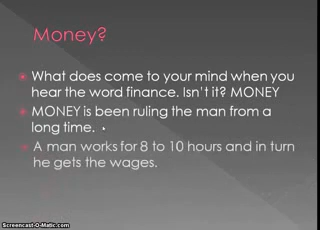 Money?
What does come to your mind when you
hear the word finance. Isn't it? MONEY
MONEY is been ruling the man from a
long time.
A man works for 8 to 10 hours and in turn
he gets the wages.
Screencast-O-Matic.com